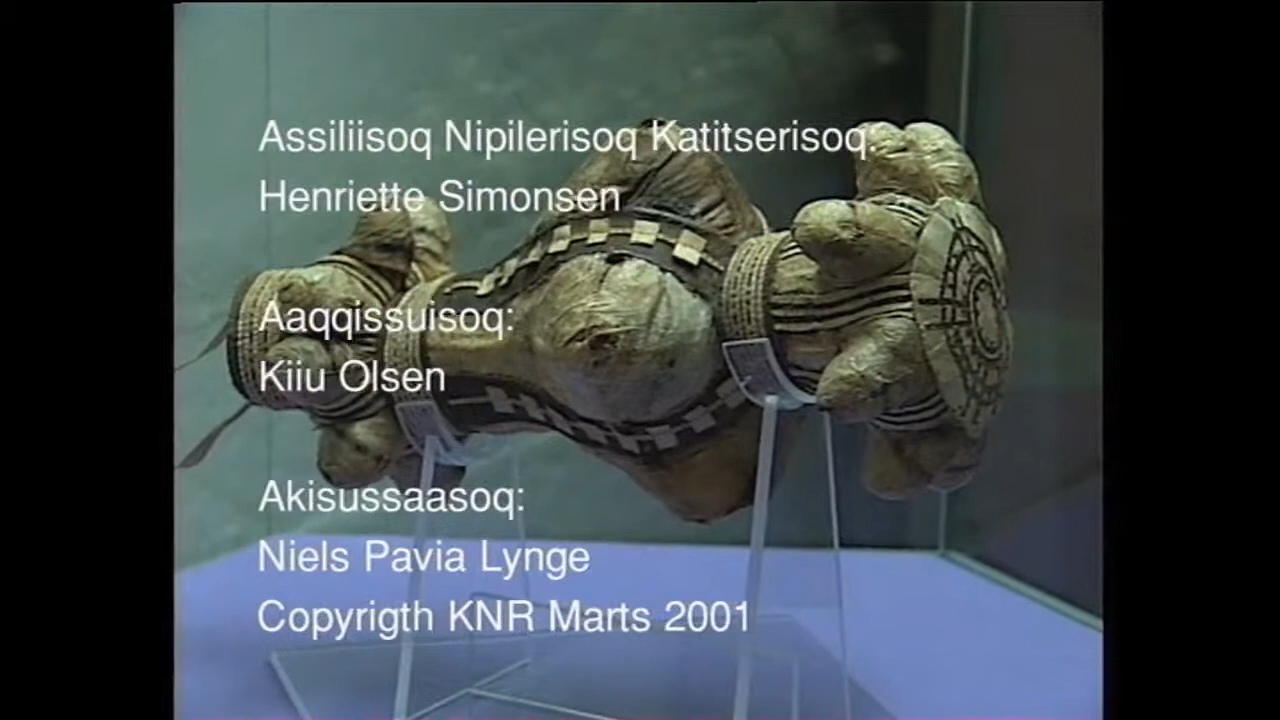 Assiliisoq Nipilerisoq Katitserisoq:
Henriette Simonsen
Aaqqissuisoq:
Kiiu Olsen
Akisussaasoq:
Niels Pavia Lynge
Copyrigth KNR Marts 2001